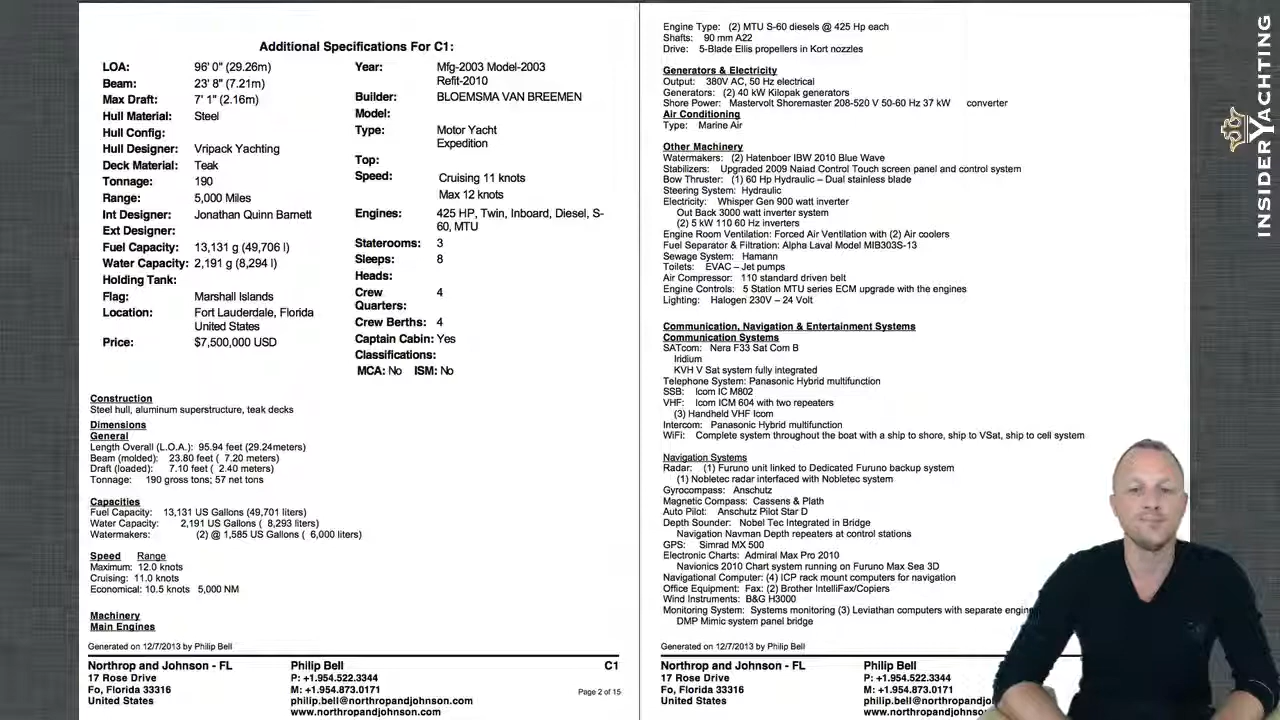 Additional Specifications For C1:
LOA: 96' 0" (29.26m)
Beam: 23' 8" (7.21m)
Max Draft: 7' 1" (2.16m)
Hull Material: Steel
Hull Config:
Hull Designer: Vripack Yachting
Deck Material: Teak
Tonnage: 190
Range: 5,000 Miles
Int Designer: Jonathan Quinn Barnett
Ext Designer:
Fuel Capacity: 13,131 g (49,706 l)
Water Capacity: 2,191 g (8,294 l)
Holding Tank:
Flag: Marshall Islands
Location: Fort Lauderdale, Florida
United States
Price: $7,500,000 USD
Year: Mfg-2003 Model-2003
Refit-2010
Builder: BLOEMSMA VAN BREEMEN
Model:
Type: Motor Yacht
Expedition
Top:
Speed: Cruising 11 knots
Max 12 knots
Engines: 425 HP, Twin, Inboard, Diesel, S-
60, MTU
Staterooms: 3
Sleeps: 8
Heads:
Crew 4
Quarters:
Crew Berths: 4
Captain Cabin: Yes
Classifications:
MCA: No ISM: No
Construction
Steel hull, aluminum superstructure, teak decks
Dimensions
General
Length Overall (L.O.A.): 95.94 feet (29.24meters)
Beam (molded): 23.80 feet ( 7.20 meters)
Draft (loaded): 7.10 feet ( 2.40 meters)
Tonnage: 190 gross tons; 57 net tons
Capacities
Fuel Capacity: 13,131 US Gallons (49,701 liters)
Water Capacity: 2,191 US Gallons ( 8,293 liters)
Watermakers: (2) @ 1,585 US Gallons ( 6,000 liters)
Speed Range
Maximum: 12.0 knots
Cruising: 11.0 knots
Economical: 10.5 knots 5,000 NM
Machinery
Main Engines
Generated on 12/7/2013 by Philip Bell
Northrop and Johnson - FL Philip Bell C1
17 Rose Drive P: +1.954.522.3344
Fo, Florida 33316 M: +1.954.873.0171 Page 2 of 15
United States philip.bell@northropandjohnson.com
www.northropandjohnson.com
Engine Type: (2) MTU S-60 diesels @ 425 Hp each
Shafts: 90 mm A22
Drive: 5-Blade Ellis propellers in Kort nozzles
Generators & Electricity
Output: 380V AC, 50 Hz electrical
Generators: (2) 40 kW Kilopak generators
Shore Power: Mastervolt Shoremaster 208-520 V 50-60 Hz 37 kW converter
Air Conditioning
Type: Marine Air
Other Machinery
Watermakers: (2) Hatenboer IBW 2010 Blue Wave
Stabilizers: Upgraded 2009 Naiad Control Touch screen panel and control system
Bow Thruster: (1) 60 Hp Hydraulic – Dual stainless blade
Steering System: Hydraulic
Electricity: Whisper Gen 900 watt inverter
Out Back 3000 watt inverter system
(2) 5 kW 110 60 Hz inverters
Engine Room Ventilation: Forced Air Ventilation with (2) Air coolers
Fuel Separator & Filtration: Alpha Laval Model MIB303S-13
Sewage System: Hamann
Toilets: EVAC – Jet pumps
Air Compressor: 110 standard driven belt
Engine Controls: 5 Station MTU series ECM upgrade with the engines
Lighting: Halogen 230V – 24 Volt
Communication, Navigation & Entertainment Systems
Communication Systems
SATcom: Nera F33 Sat Com B
Iridium
KVH V Sat system fully integrated
Telephone System: Panasonic Hybrid multifunction
SSB: Icom IC M802
VHF: Icom ICM 604 with two repeaters
(3) Handheld VHF Icom
Intercom: Panasonic Hybrid multifunction
WiFi: Complete system throughout the boat with a ship to shore, ship to VSat, ship to cell system
Navigation Systems
Radar: (1) Furuno unit linked to Dedicated Furuno backup system
(1) Nobletec radar interfaced with Nobletec system
Gyrocompass: Anschutz
Magnetic Compass: Cassens & Plath
Auto Pilot: Anschutz Pilot Star D
Depth Sounder: Nobel Tec Integrated in Bridge
Navigation Navman Depth repeaters at control stations
GPS: Simrad MX 500
Electronic Charts: Admiral Max Pro 2010
Navionics 2010 Chart system running on Furuno Max Sea 3D
Navigational Computer: (4) ICP rack mount computers for navigation
Office Equipment: Fax: (2) Brother IntelliFax/Copiers
Wind Instruments: B&G H3000
Monitoring System: Systems monitoring (3) Leviathan computers with separate engin
DMP Mimic system panel bridge
Generated on 12/7/2013 by Philip Bell
Northrop and Johnson - FL Philip Bell
17 Rose Drive P: +1.954.522.3344
Fo, Florida 33316 M: +1.954.873.0171
United States philip.bell@northropandjo
www.northropandj
INSIDER YACHTING